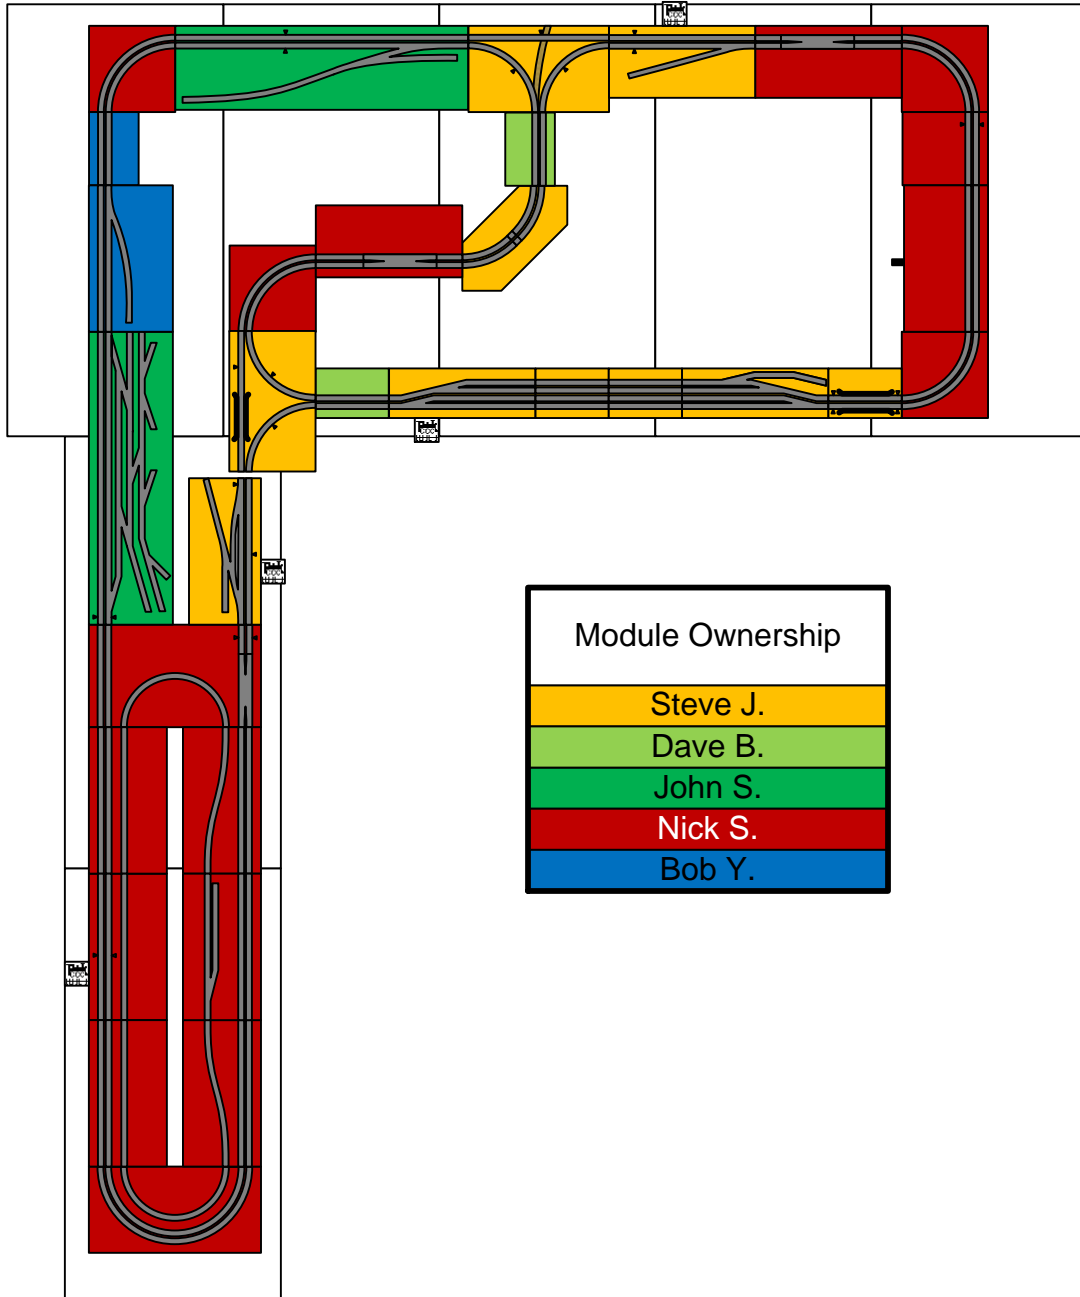 Module Ownership
Steve J.
Dave B.
John S.
Nick S.
Bob Y.